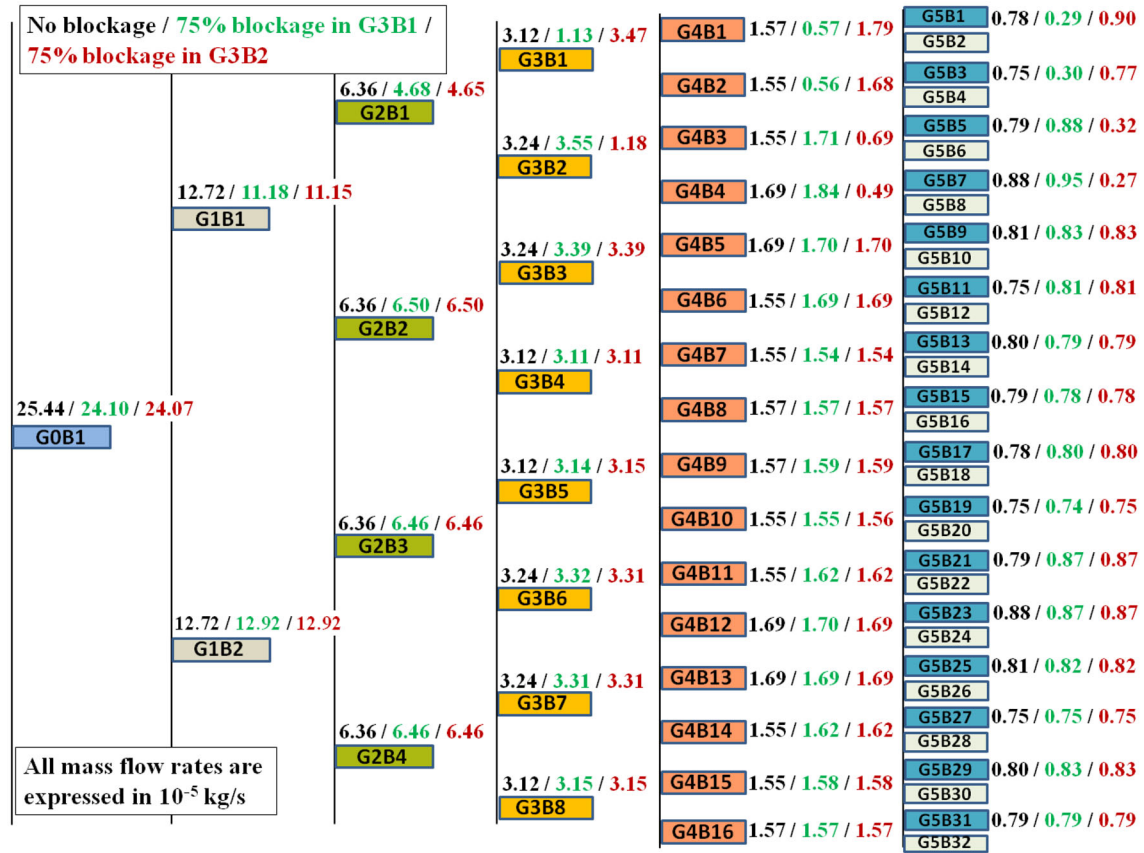 No blockage / 75% blockage in G3B1 /
75% blockage in G3B2
25.44 / 24.10 / 24.07
G0B1
All mass flow rates are
expressed in 10⁻⁵ kg/s
12.72 / 11.18 / 11.15
G1B1
12.72 / 12.92 / 12.92
G1B2
6.36 / 4.68 / 4.65
G2B1
6.36 / 6.50 / 6.50
G2B2
6.36 / 6.46 / 6.46
G2B3
6.36 / 6.46 / 6.46
G2B4
3.12 / 1.13 / 3.47
G3B1
3.24 / 3.55 / 1.18
G3B2
3.24 / 3.39 / 3.39
G3B3
3.12 / 3.11 / 3.11
G3B4
3.12 / 3.14 / 3.15
G3B5
3.24 / 3.32 / 3.31
G3B6
3.24 / 3.31 / 3.31
G3B7
3.12 / 3.15 / 3.15
G3B8
G4B1 1.57 / 0.57 / 1.79
G4B2 1.55 / 0.56 / 1.68
G4B3 1.55 / 1.71 / 0.69
G4B4 1.69 / 1.84 / 0.49
G4B5 1.69 / 1.70 / 1.70
G4B6 1.55 / 1.69 / 1.69
G4B7 1.55 / 1.54 / 1.54
G4B8 1.57 / 1.57 / 1.57
G4B9 1.57 / 1.59 / 1.59
G4B10 1.55 / 1.55 / 1.56
G4B11 1.55 / 1.62 / 1.62
G4B12 1.69 / 1.70 / 1.69
G4B13 1.69 / 1.69 / 1.69
G4B14 1.55 / 1.62 / 1.62
G4B15 1.55 / 1.58 / 1.58
G4B16 1.57 / 1.57 / 1.57
G5B1 0.78 / 0.29 / 0.90
G5B2
G5B3 0.75 / 0.30 / 0.77
G5B4
G5B5 0.79 / 0.88 / 0.32
G5B6
G5B7 0.88 / 0.95 / 0.27
G5B8
G5B9 0.81 / 0.83 / 0.83
G5B10
G5B11 0.75 / 0.81 / 0.81
G5B12
G5B13 0.80 / 0.79 / 0.79
G5B14
G5B15 0.79 / 0.78 / 0.78
G5B16
G5B17 0.78 / 0.80 / 0.80
G5B18
G5B19 0.75 / 0.74 / 0.75
G5B20
G5B21 0.79 / 0.87 / 0.87
G5B22
G5B23 0.88 / 0.87 / 0.87
G5B24
G5B25 0.81 / 0.82 / 0.82
G5B26
G5B27 0.75 / 0.75 / 0.75
G5B28
G5B29 0.80 / 0.83 / 0.83
G5B30
G5B31 0.79 / 0.79 / 0.79
G5B32